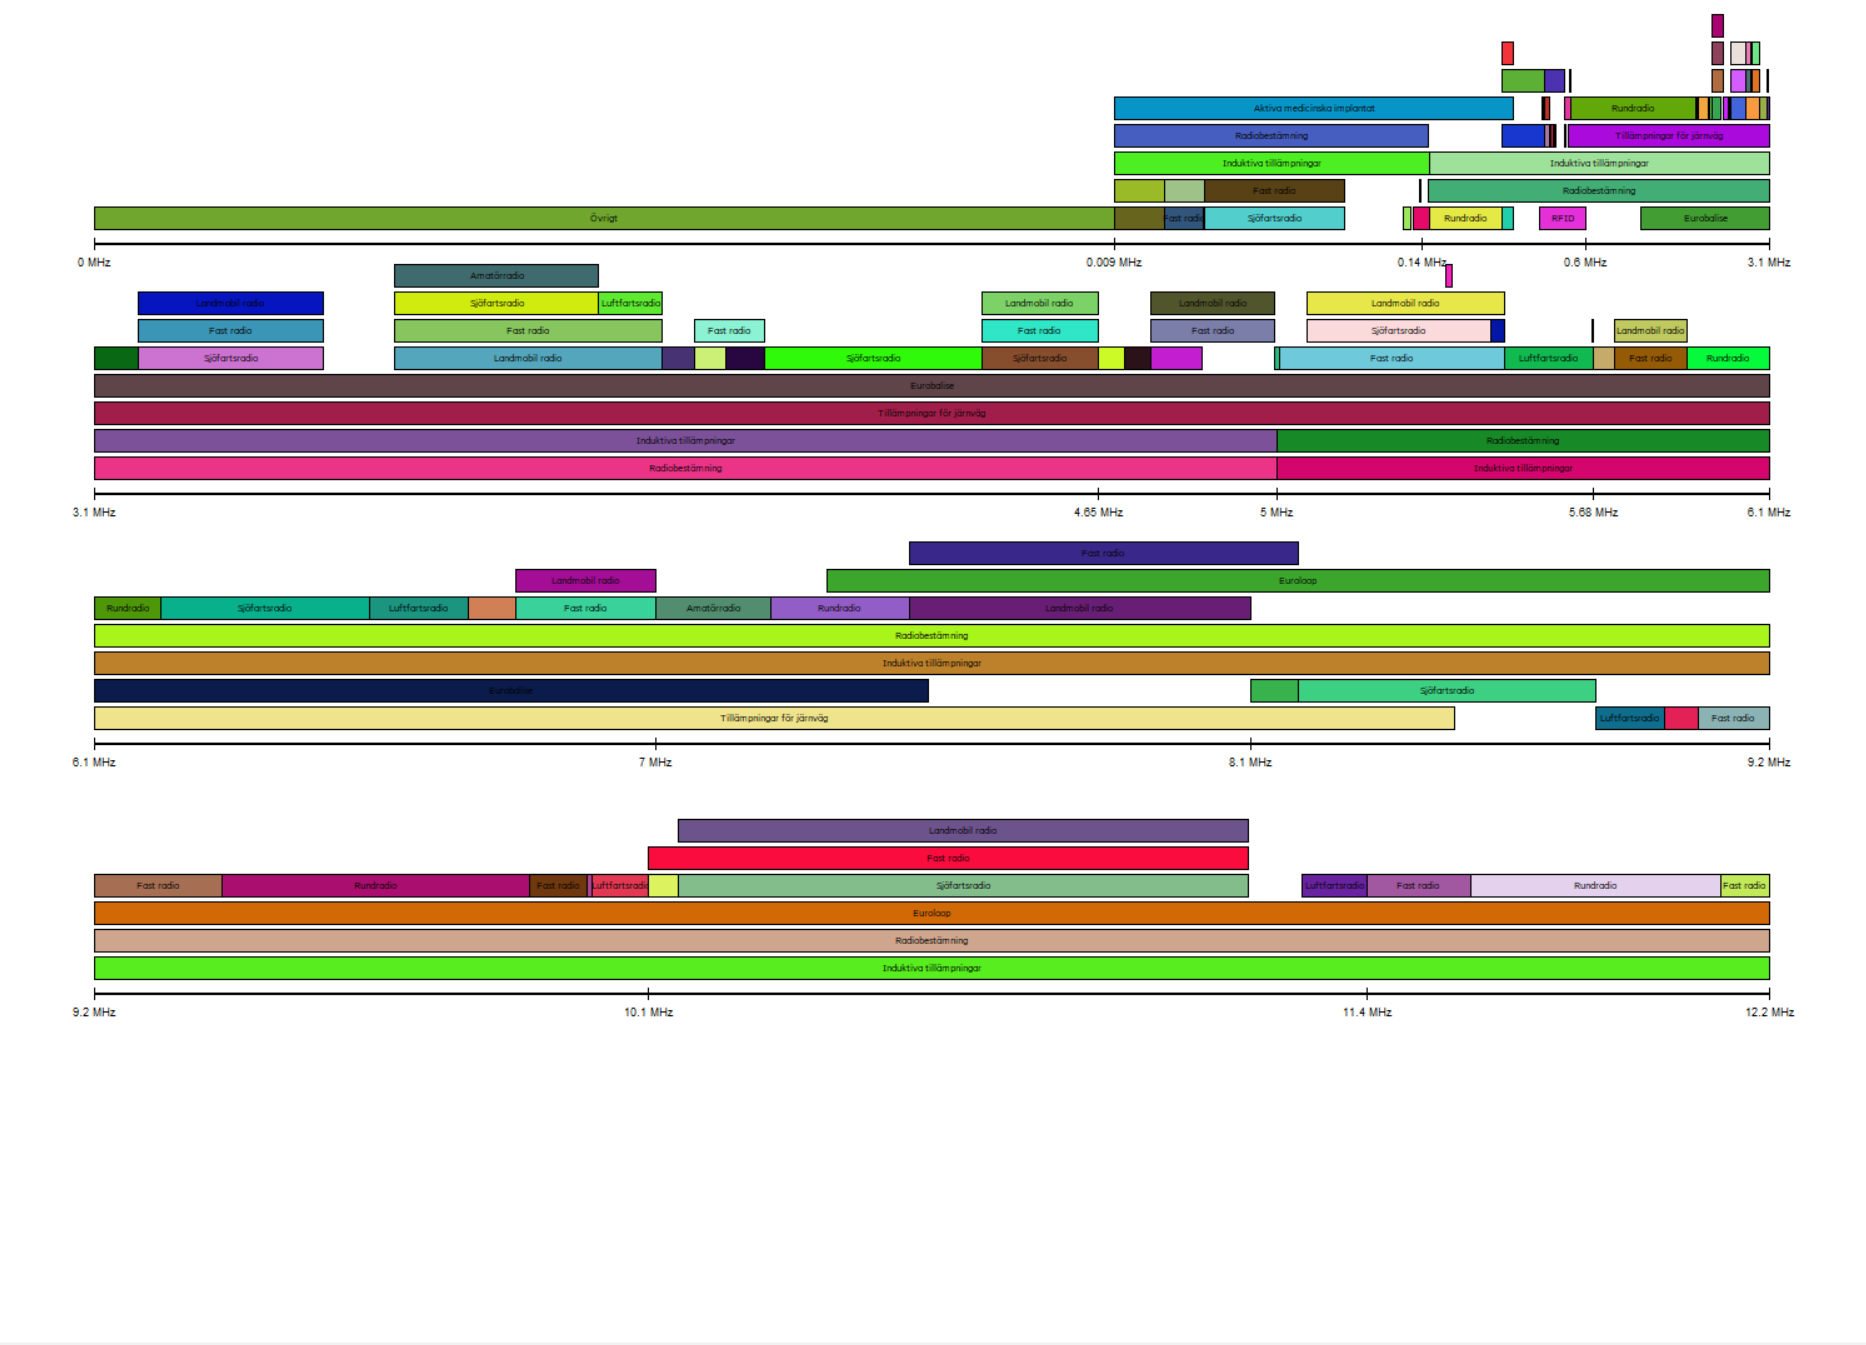 Aktiva medicinska implantat
Rundradio
Radiobestämning
Tillämpningar för järnväg
Induktiva tillämpningar
Induktiva tillämpningar
Fast radio
Radiobestämning
Övrigt
Fast radio
Sjöfartsradio
Rundradio
RFID
Eurobalise
0 MHz
0.009 MHz
0.14 MHz
0.6 MHz
3.1 MHz
Amatörradio
Landmobil radio
Sjöfartsradio
Luftfartsradio
Landmobil radio
Landmobil radio
Landmobil radio
Fast radio
Fast radio
Fast radio
Fast radio
Fast radio
Sjöfartsradio
Landmobil radio
Sjöfartsradio
Landmobil radio
Sjöfartsradio
Sjöfartsradio
Fast radio
Luftfartsradio
Fast radio
Rundradio
Eurobalise
Tillämpningar för järnväg
Induktiva tillämpningar
Radiobestämning
Radiobestämning
Induktiva tillämpningar
3.1 MHz
4.65 MHz
5 MHz
5.68 MHz
6.1 MHz
Fast radio
Landmobil radio
Euroloop
Rundradio
Sjöfartsradio
Luftfartsradio
Fast radio
Amatörradio
Rundradio
Landmobil radio
Radiobestämning
Induktiva tillämpningar
Eurobalise
Sjöfartsradio
Tillämpningar för järnväg
Luftfartsradio
Fast radio
6.1 MHz
7 MHz
8.1 MHz
9.2 MHz
Landmobil radio
Fast radio
Fast radio
Rundradio
Fast radio
Luftfartsradio
Sjöfartsradio
Luftfartsradio
Fast radio
Rundradio
Fast radio
Euroloop
Radiobestämning
Induktiva tillämpningar
9.2 MHz
10.1 MHz
11.4 MHz
12.2 MHz